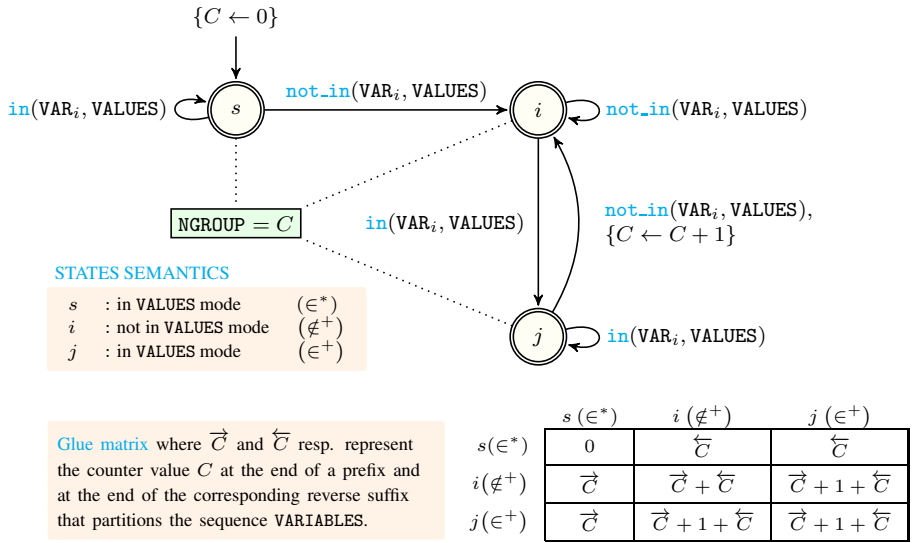 {C ← 0}
in(VAR_i, VALUES)
s
not_in(VAR_i, VALUES)
i
not_in(VAR_i, VALUES)
NGROUP = C
in(VAR_i, VALUES)
not_in(VAR_i, VALUES),
{C ← C + 1}
j
in(VAR_i, VALUES)
STATES SEMANTICS
s : in VALUES mode (∈*)
i : not in VALUES mode (∉⁺)
j : in VALUES mode (∈⁺)
Glue matrix where C→ and C← resp. represent
the counter value C at the end of a prefix and
at the end of the corresponding reverse suffix
that partitions the sequence VARIABLES.
s (∈*) i (∉⁺) j (∈⁺)
s(∈*) 0 C← C←
i(∉⁺) C→ C→ + C← C→ + 1 + C←
j(∈⁺) C→ C→ + 1 + C← C→ + 1 + C←